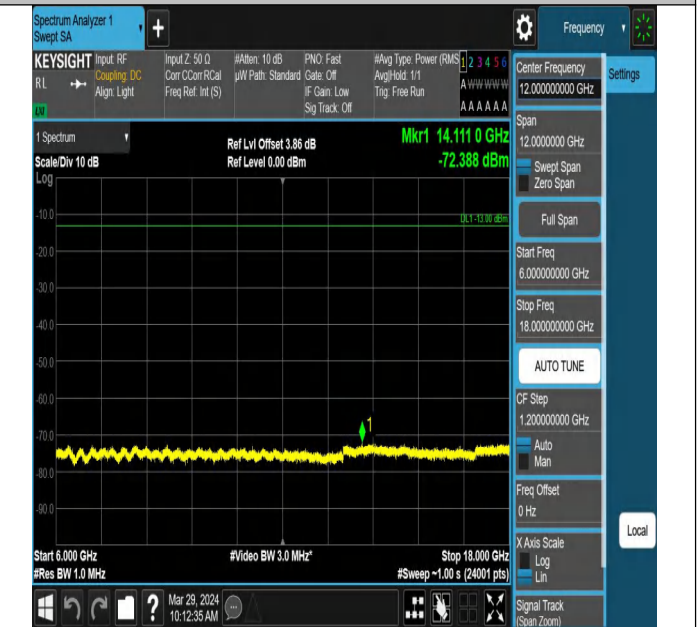 Spectrum Analyzer 1
Swept SA
+
Frequency
KEYSIGHT
RL
LXI
Input: RF
Coupling: DC
Align: Light
Input Z: 50 Ω
Corr CCorr RCal
Freq Ref: Int (S)
#Atten: 10 dB
µW Path: Standard
PNO: Fast
Gate: Off
IF Gain: Low
Sig Track: Off
#Avg Type: Power (RMS
Avg|Hold: 1/1
Trig: Free Run
1 2 3 4 5 6
A W W W W W
A A A A A A
1 Spectrum
Scale/Div 10 dB
Log
Ref Lvl Offset 3.86 dB
Ref Level 0.00 dBm
Mkr1 14.111 0 GHz
-72.388 dBm
DL1 -13.00 dBm
-10.0
-20.0
-30.0
-40.0
-50.0
-60.0
-70.0
-80.0
-90.0
1
Start 6.000 GHz
#Res BW 1.0 MHz
#Video BW 3.0 MHz*
Stop 18.000 GHz
#Sweep ~1.00 s (24001 pts)
?
Mar 29, 2024
10:12:35 AM
Center Frequency
12.000000000 GHz
Settings
Span
12.0000000 GHz
Swept Span
Zero Span
Full Span
Start Freq
6.000000000 GHz
Stop Freq
18.000000000 GHz
AUTO TUNE
CF Step
1.200000000 GHz
Auto
Man
Freq Offset
0 Hz
X Axis Scale
Log
Lin
Local
Signal Track
(Span Zoom)